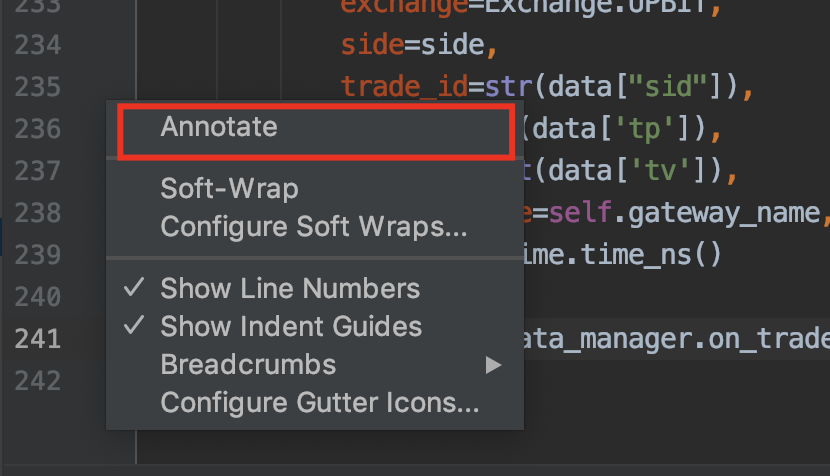 233 exchange=Exchange.UPBIT,
234 side=side,
235 trade_id=str(data["sid"]),
236 (data['tp']),
237 t(data['tv']),
238 e=self.gateway_name,
239 ime.time_ns()
240
241 ata_manager.on_trade
242
Annotate
Soft-Wrap
Configure Soft Wraps...
✓ Show Line Numbers
✓ Show Indent Guides
Breadcrumbs ▶
Configure Gutter Icons...